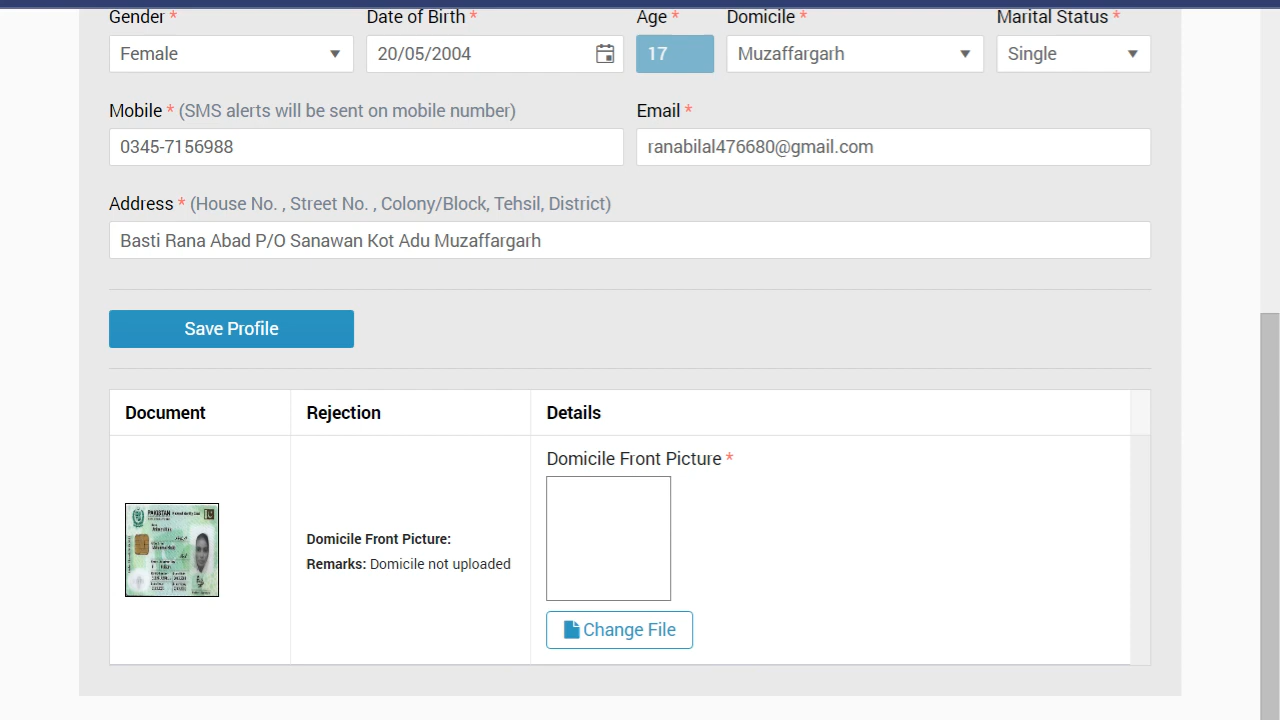 Gender * Date of Birth * Age * Domicile * Marital Status *
Female 20/05/2004 17 Muzaffargarh Single
Mobile * (SMS alerts will be sent on mobile number) Email *
0345-7156988 ranabilal476680@gmail.com
Address * (House No. , Street No. , Colony/Block, Tehsil, District)
Basti Rana Abad P/O Sanawan Kot Adu Muzaffargarh
Save Profile
Document Rejection Details
Domicile Front Picture *
PAKISTAN
Domicile Front Picture:
Remarks: Domicile not uploaded
Change File